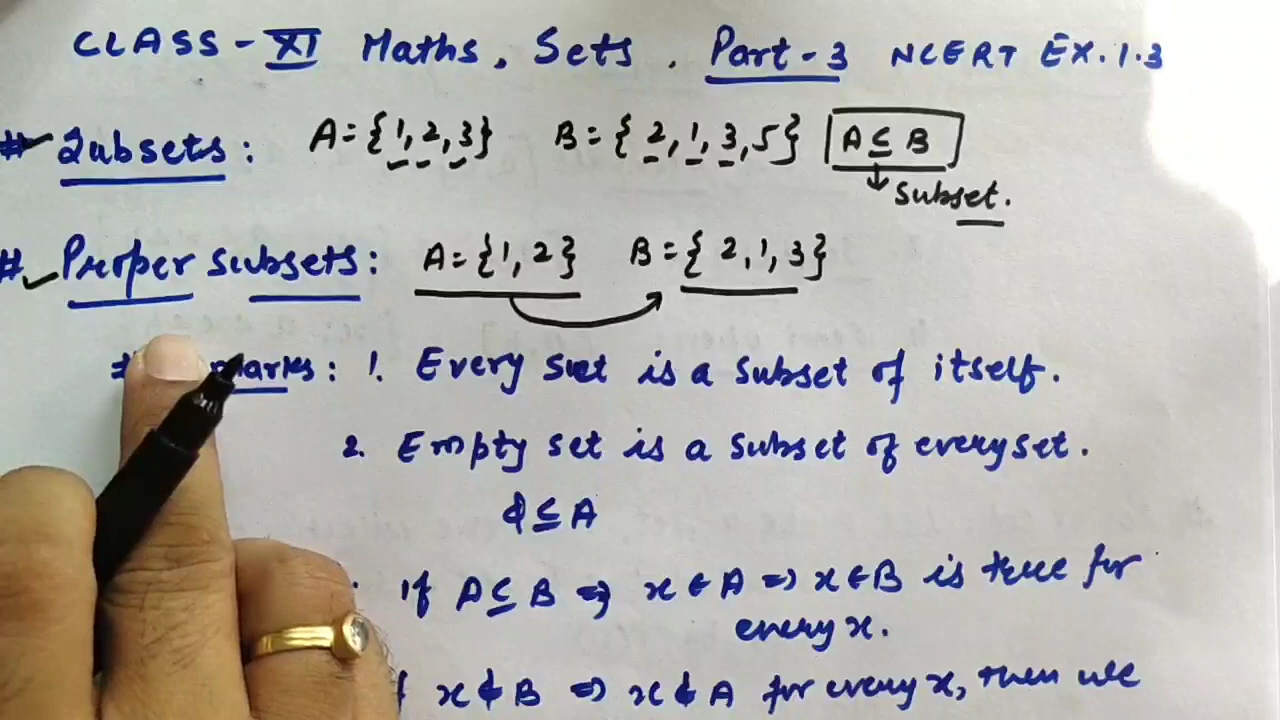 CLASS - XI Maths, Sets. Part-3 NCERT EX.1.3
# Subsets: A={1,2,3} B={2,1,3,5} A⊆B
↓ Subset.
# Proper subsets: A={1,2} B={2,1,3}
1. Every set is a subset of itself.
2. Empty set is a subset of every set.
ϕ⊆A
If A⊆B ⇒ x∈A ⇒ x∈B is true for
every x.
x∉B ⇒ x∉A for every x, then we